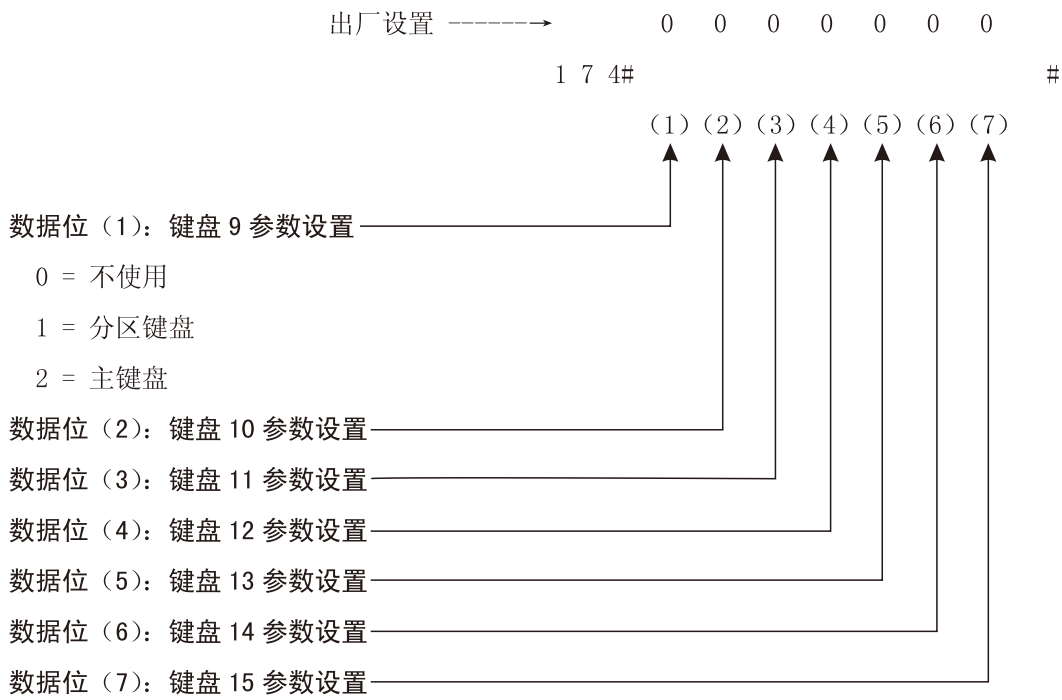 出厂设置 ------→ 0 0 0 0 0 0 0
1 7 4# #
（1）（2）（3）（4）（5）（6）（7）
数据位（1）：键盘 9 参数设置
0 = 不使用
1 = 分区键盘
2 = 主键盘
数据位（2）：键盘 10 参数设置
数据位（3）：键盘 11 参数设置
数据位（4）：键盘 12 参数设置
数据位（5）：键盘 13 参数设置
数据位（6）：键盘 14 参数设置
数据位（7）：键盘 15 参数设置